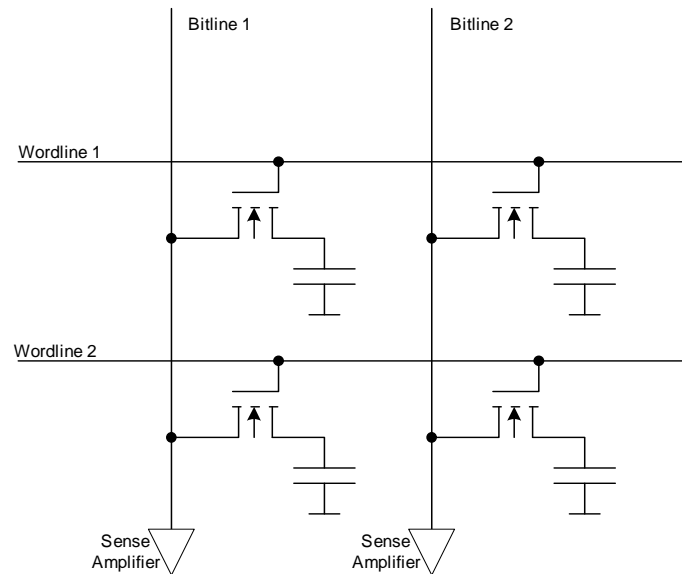 Bitline 1
Bitline 2
Wordline 1
Wordline 2
Sense
Amplifier
Sense
Amplifier